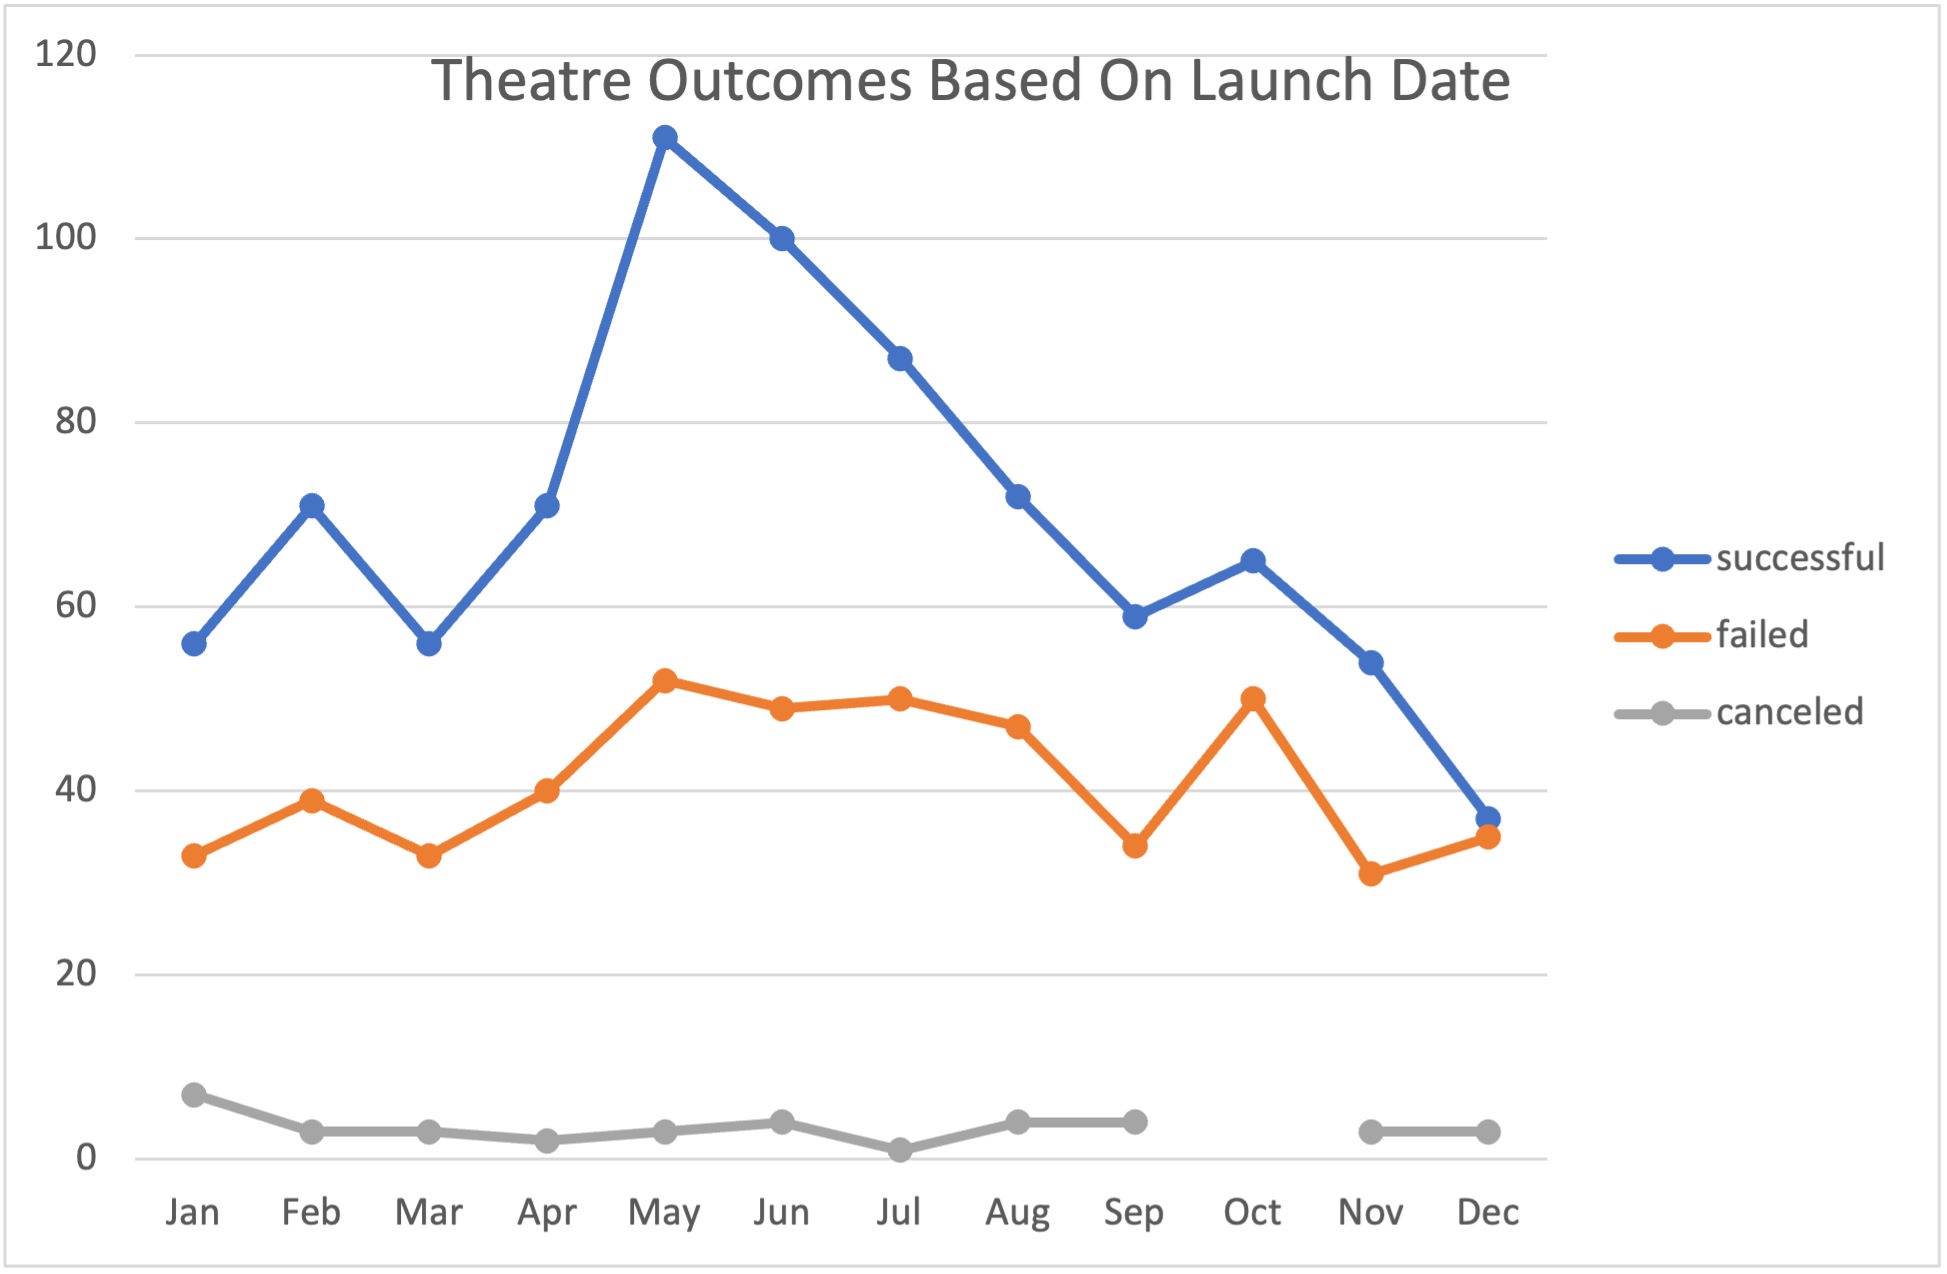 Theatre Outcomes Based On Launch Date
120
100
80
60
40
20
0
Jan Feb Mar Apr May Jun Jul Aug Sep Oct Nov Dec
successful
failed
canceled